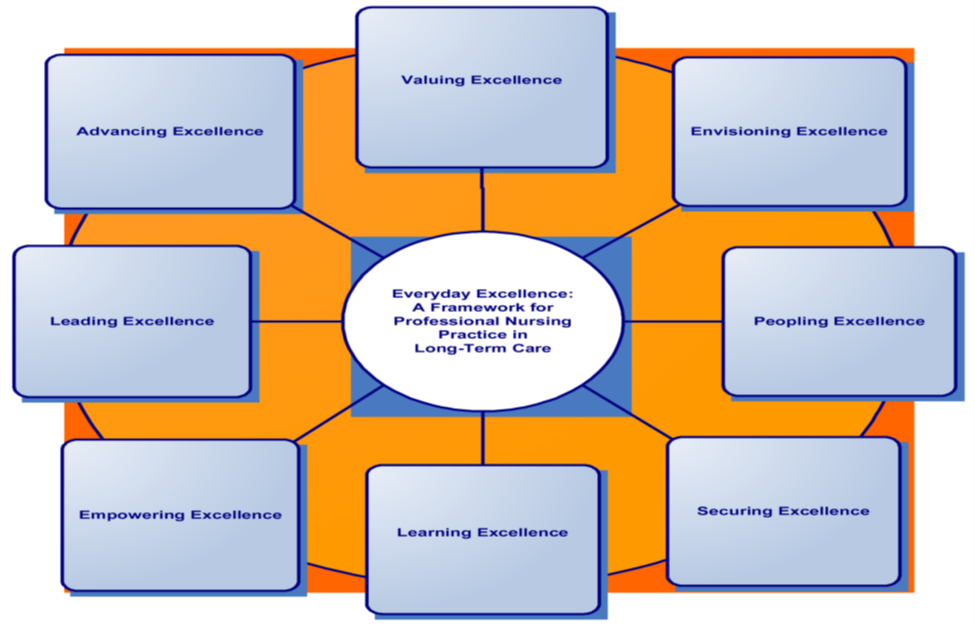 Valuing Excellence
Advancing Excellence
Envisioning Excellence
Everyday Excellence:
A Framework for
Professional Nursing
Practice in
Long-Term Care
Leading Excellence
Peopling Excellence
Empowering Excellence
Learning Excellence
Securing Excellence